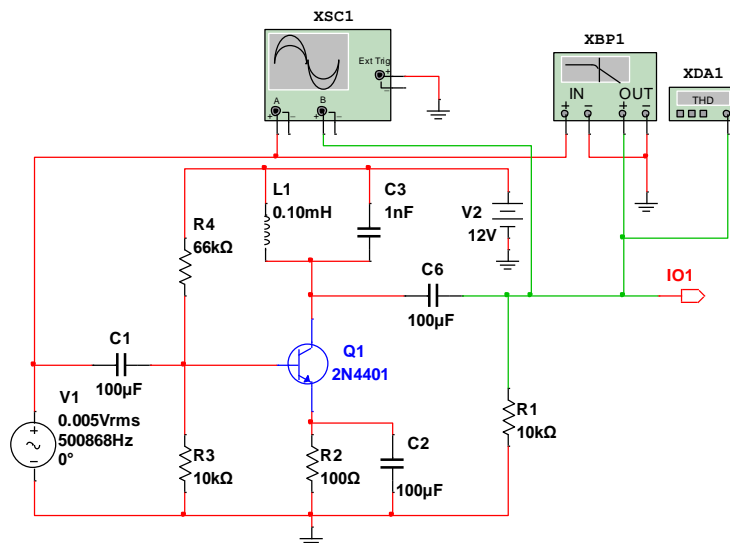 XSC1
Ext Trig
+
−
A
B
+
−
+
−
XBP1
IN
OUT
+
−
+
−
XDA1
THD
L1
0.10mH
C3
1nF
V2
12V
R4
66kΩ
C6
100µF
IO1
C1
100µF
Q1
2N4401
V1
0.005Vrms
500868Hz
0°
+
−
R3
10kΩ
R2
100Ω
C2
100µF
R1
10kΩ